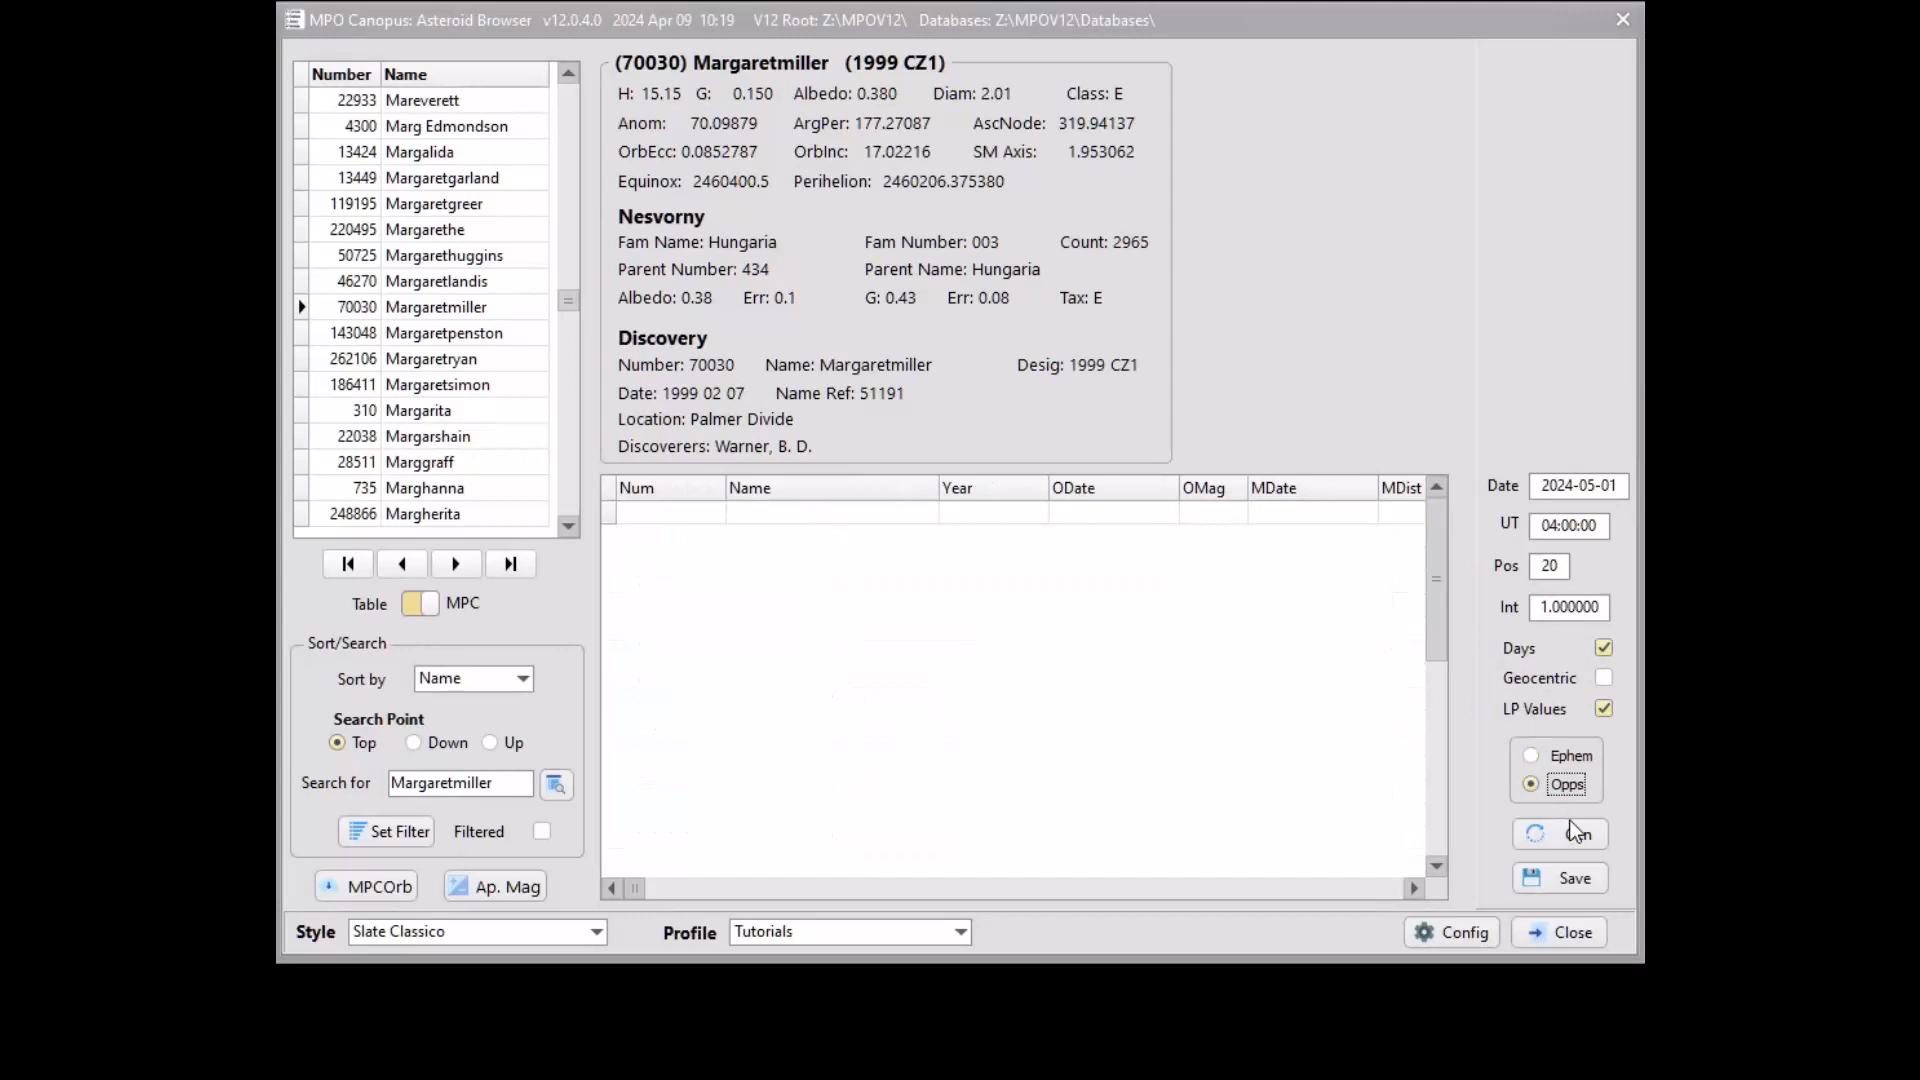 MPO Canopus: Asteroid Browser v12.0.4.0 2024 Apr 09 10:19 V12 Root: Z:\MPOV12\ Databases: Z:\MPOV12\Databases\
Number Name
22933 Mareverett
4300 Marg Edmondson
13424 Margalida
13449 Margaretgarland
119195 Margaretgreer
220495 Margarethe
50725 Margarethuggins
46270 Margaretlandis
70030 Margaretmiller
143048 Margaretpenston
262106 Margaretryan
186411 Margaretsimon
310 Margarita
22038 Margarshain
28511 Marggraff
735 Marghanna
248866 Margherita
Table MPC
Sort/Search
Sort by Name
Search Point
Top Down Up
Search for Margaretmiller
Set Filter Filtered
MPCOrb Ap. Mag
(70030) Margaretmiller (1999 CZ1)
H: 15.15 G: 0.150 Albedo: 0.380 Diam: 2.01 Class: E
Anom: 70.09879 ArgPer: 177.27087 AscNode: 319.94137
OrbEcc: 0.0852787 OrbInc: 17.02216 SM Axis: 1.953062
Equinox: 2460400.5 Perihelion: 2460206.375380
Nesvorny
Fam Name: Hungaria Fam Number: 003 Count: 2965
Parent Number: 434 Parent Name: Hungaria
Albedo: 0.38 Err: 0.1 G: 0.43 Err: 0.08 Tax: E
Discovery
Number: 70030 Name: Margaretmiller Desig: 1999 CZ1
Date: 1999 02 07 Name Ref: 51191
Location: Palmer Divide
Discoverers: Warner, B. D.
Num Name Year ODate OMag MDate MDist
Date 2024-05-01
UT 04:00:00
Pos 20
Int 1.000000
Days
Geocentric
LP Values
Ephem
Opps
Save
Style Slate Classico Profile Tutorials Config Close